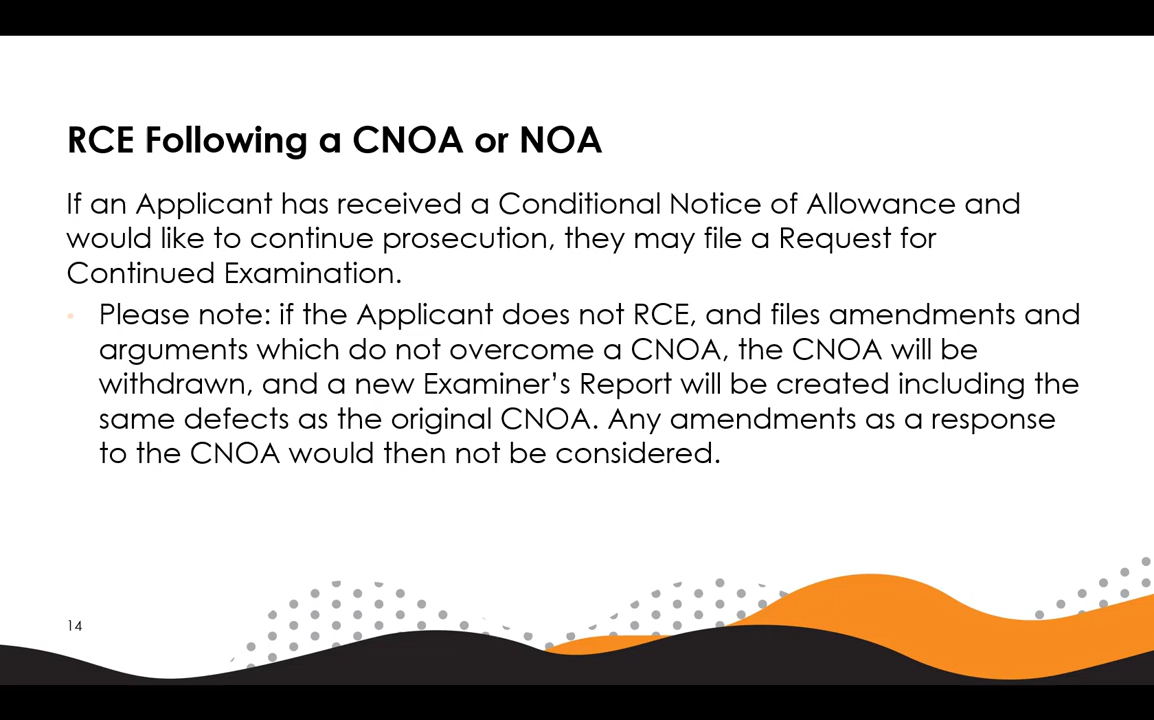 RCE Following a CNOA or NOA
If an Applicant has received a Conditional Notice of Allowance and
would like to continue prosecution, they may file a Request for
Continued Examination.
• Please note: if the Applicant does not RCE, and files amendments and
arguments which do not overcome a CNOA, the CNOA will be
withdrawn, and a new Examiner’s Report will be created including the
same defects as the original CNOA. Any amendments as a response
to the CNOA would then not be considered.
14